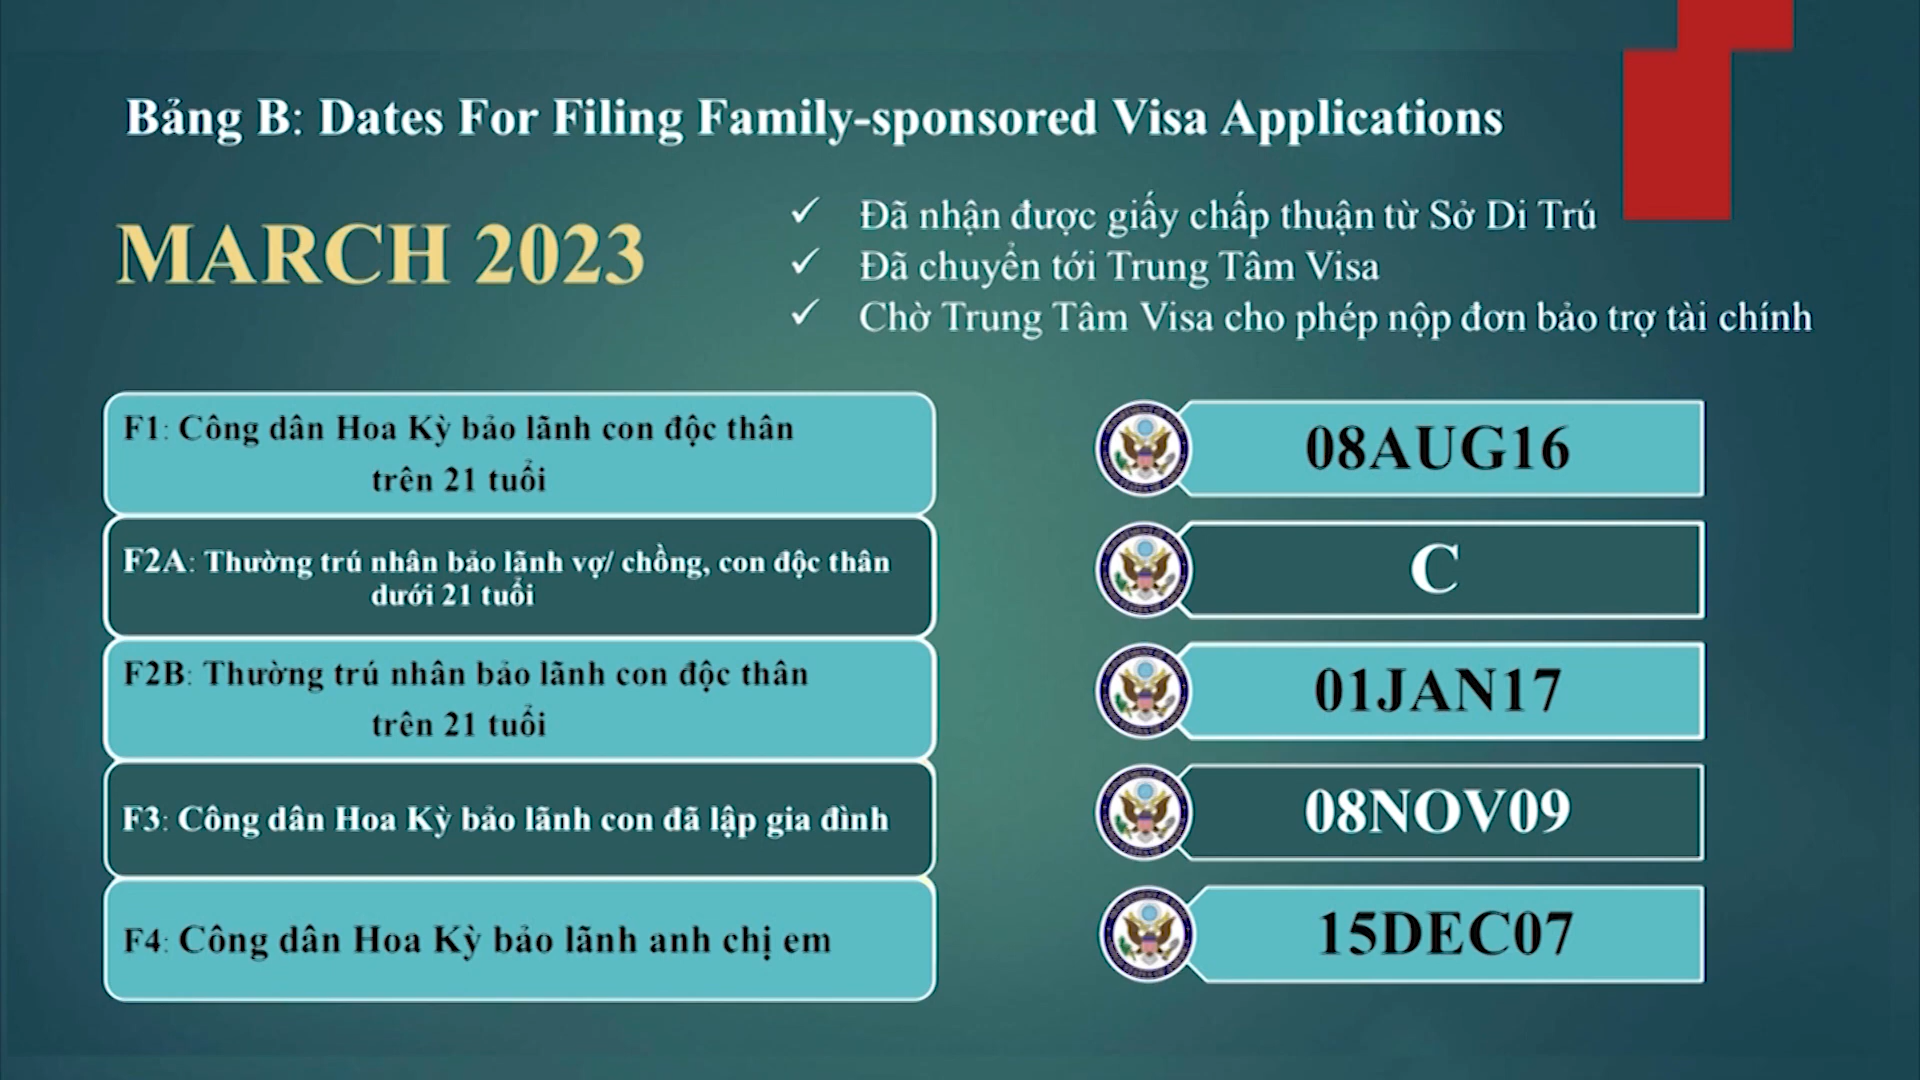 Bảng B: Dates For Filing Family-sponsored Visa Applications
MARCH 2023
✓ Đã nhận được giấy chấp thuận từ Sở Di Trú
✓ Đã chuyển tới Trung Tâm Visa
✓ Chờ Trung Tâm Visa cho phép nộp đơn bảo trợ tài chính
F1: Công dân Hoa Kỳ bảo lãnh con độc thân
trên 21 tuổi
08AUG16
F2A: Thường trú nhân bảo lãnh vợ/ chồng, con độc thân
dưới 21 tuổi
C
F2B: Thường trú nhân bảo lãnh con độc thân
trên 21 tuổi
01JAN17
F3: Công dân Hoa Kỳ bảo lãnh con đã lập gia đình
08NOV09
F4: Công dân Hoa Kỳ bảo lãnh anh chị em
15DEC07